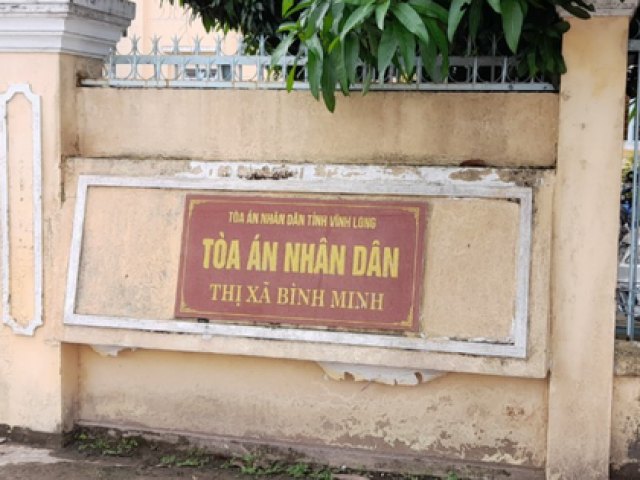 TÒA ÁN NHÂN DÂN TỈNH VĨNH LONG
TÒA ÁN NHÂN DÂN
THỊ XÃ BÌNH MINH